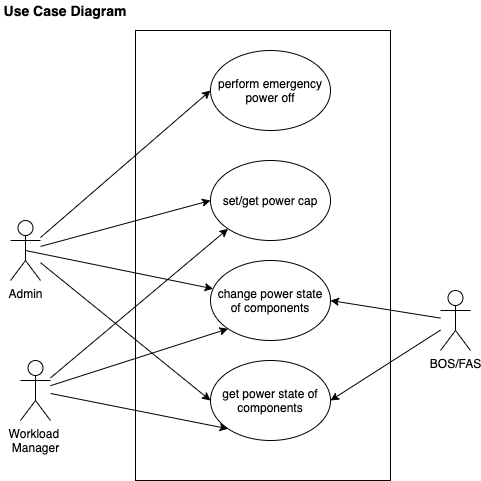 Use Case Diagram
perform emergency
power off
set/get power cap
Admin
change power state
of components
BOS/FAS
get power state of
components
Workload
Manager